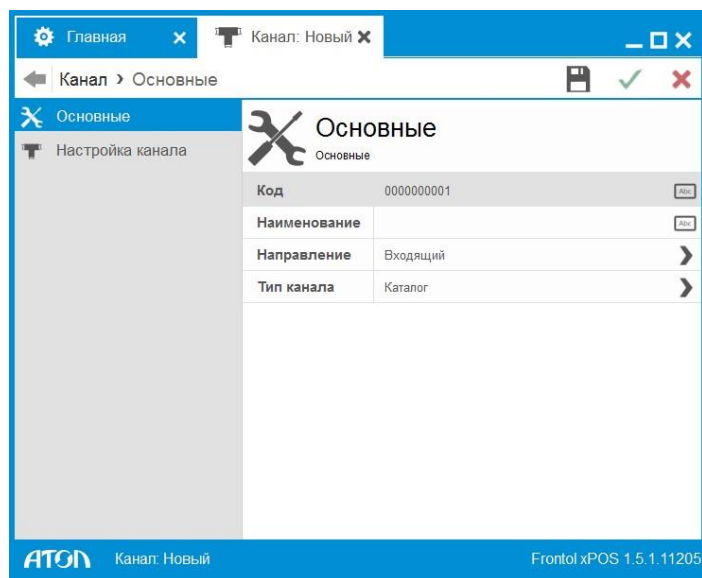 Главная
Канал: Новый
Канал › Основные
Основные
Настройка канала
Основные
Основные
Код 0000000001 Abc
Наименование Abc
Направление Входящий
Тип канала Каталог
ATOL Канал: Новый Frontol xPOS 1.5.1.11205